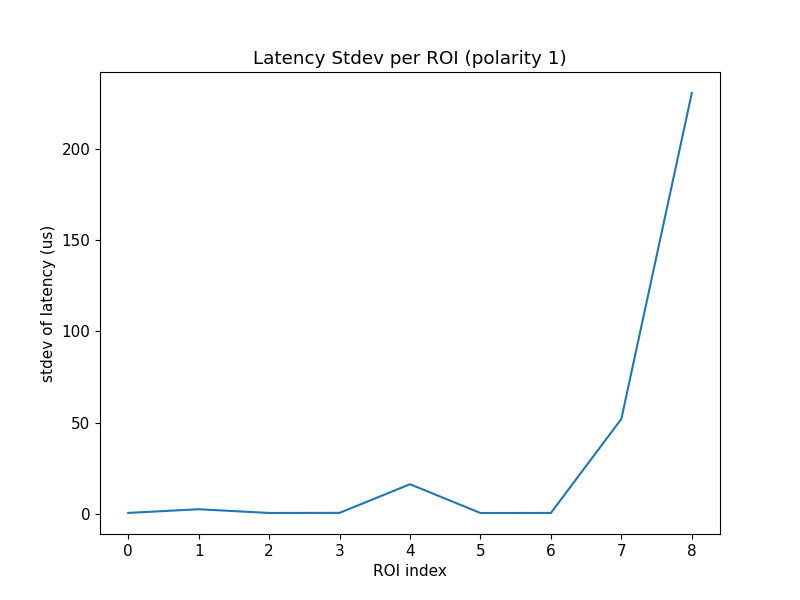 Latency Stdev per ROI (polarity 1)
stdev of latency (us)
200
150
100
50
0
0 1 2 3 4 5 6 7 8
ROI index